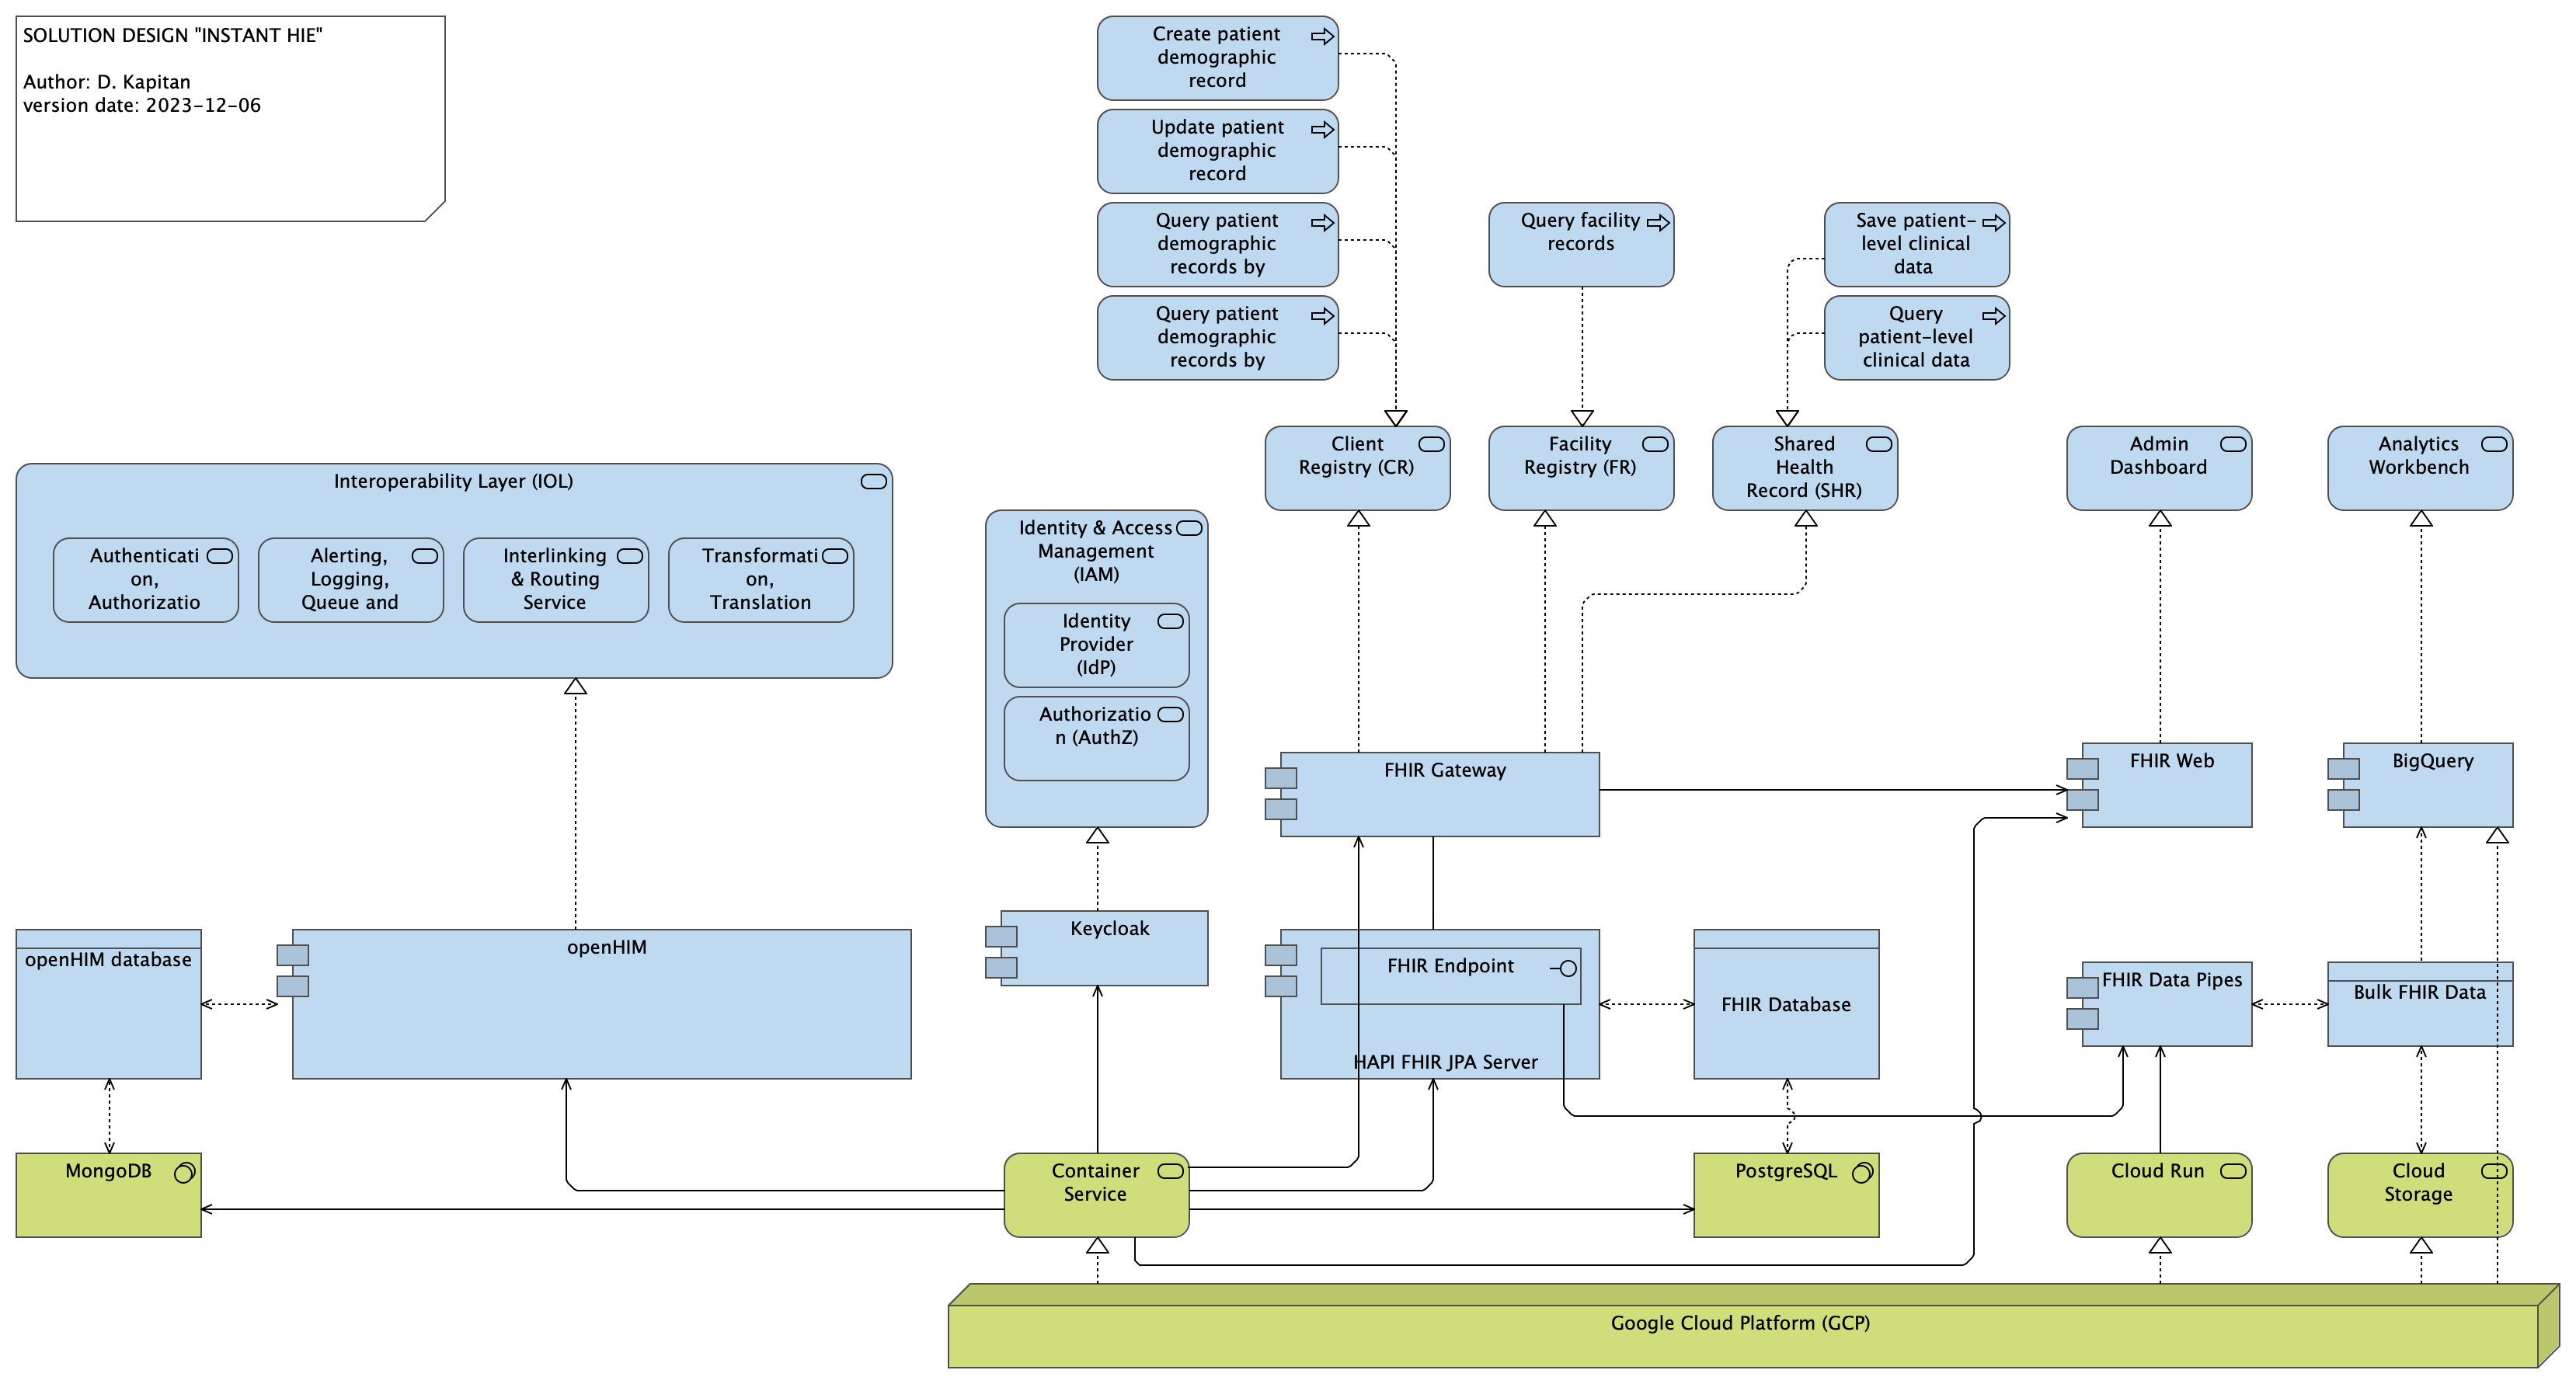 SOLUTION DESIGN "INSTANT HIE"
Author: D. Kapitan
version date: 2023-12-06
Create patient
demographic
record
Update patient
demographic
record
Query patient
demographic
records by
Query patient
demographic
records by
Query facility
records
Save patient-
level clinical
data
Query
patient-level
clinical data
Client
Registry (CR)
Facility
Registry (FR)
Shared
Health
Record (SHR)
Admin
Dashboard
Analytics
Workbench
Interoperability Layer (IOL)
Authenticati
on,
Authorizatio
Alerting,
Logging,
Queue and
Interlinking
& Routing
Service
Transformati
on,
Translation
Identity & Access
Management
(IAM)
Identity
Provider
(IdP)
Authorizatio
n (AuthZ)
FHIR Gateway
FHIR Web
BigQuery
openHIM database
openHIM
Keycloak
FHIR Endpoint
HAPI FHIR JPA Server
FHIR Database
FHIR Data Pipes
Bulk FHIR Data
MongoDB
Container
Service
PostgreSQL
Cloud Run
Cloud
Storage
Google Cloud Platform (GCP)